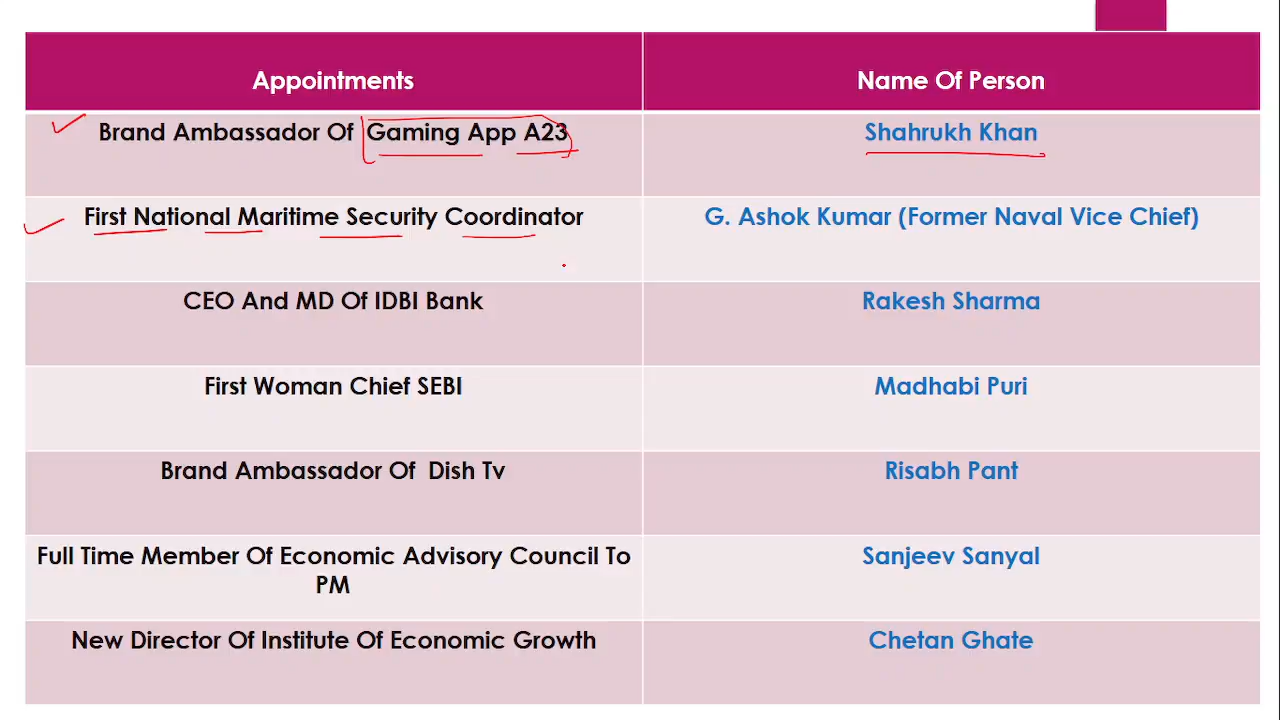 Appointments
Name Of Person
Brand Ambassador Of Gaming App A23
Shahrukh Khan
First National Maritime Security Coordinator
G. Ashok Kumar (Former Naval Vice Chief)
CEO And MD Of IDBI Bank
Rakesh Sharma
First Woman Chief SEBI
Madhabi Puri
Brand Ambassador Of Dish Tv
Risabh Pant
Full Time Member Of Economic Advisory Council To
PM
Sanjeev Sanyal
New Director Of Institute Of Economic Growth
Chetan Ghate